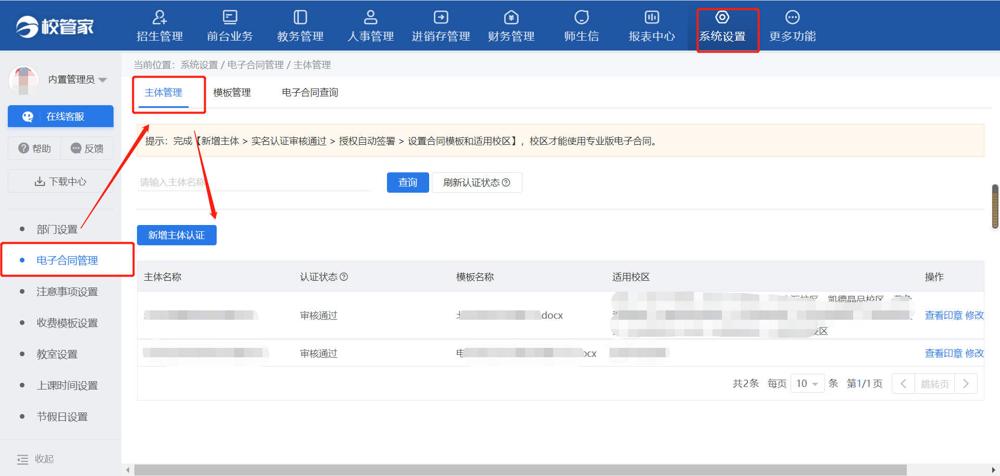 校管家
招生管理 前台业务 教务管理 人事管理 进销存管理 财务管理 师生信 报表中心 系统设置 更多功能
当前位置：系统设置 / 电子合同管理 / 主体管理
内置管理员
在线客服
帮助 反馈
下载中心
部门设置
电子合同管理
注意事项设置
收费模板设置
教室设置
上课时间设置
节假日设置
收起
主体管理 模板管理 电子合同查询
提示：完成【新增主体 > 实名认证审核通过 > 授权自动签署 > 设置合同模板和适用校区】，校区才能使用专业版电子合同。
请输入主体名称 查询 刷新认证状态
新增主体认证
主体名称 认证状态 模板名称 适用校区 操作
凯德晶品校区
审核通过 docx 查看印章 修改
校区
审核通过 电 ocx 查看印章 修改
共2条 每页 10 条 第1/1页 跳转页